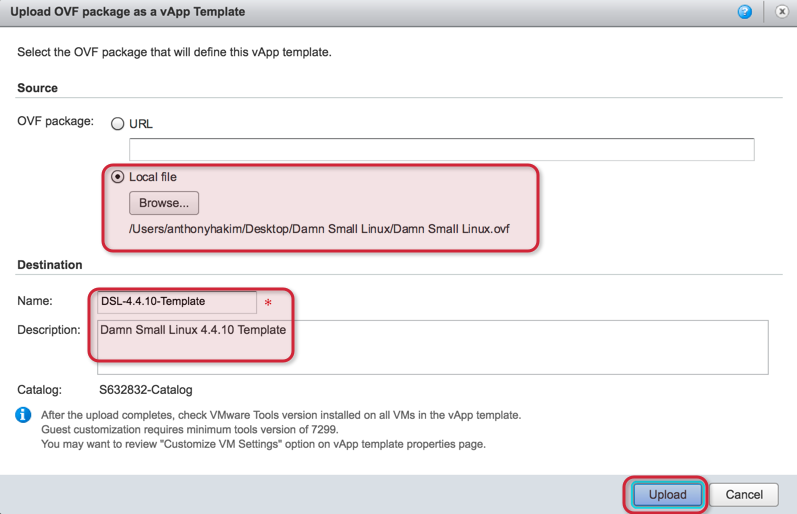 Upload OVF package as a vApp Template
Select the OVF package that will define this vApp template.
Source
OVF package:
URL
Local file
Browse...
/Users/anthonyhakim/Desktop/Damn Small Linux/Damn Small Linux.ovf
Destination
Name: DSL-4.4.10-Template *
Description: Damn Small Linux 4.4.10 Template
Catalog: S632832-Catalog
After the upload completes, check VMware Tools version installed on all VMs in the vApp template.
Guest customization requires minimum tools version of 7299.
You may want to review "Customize VM Settings" option on vApp template properties page.
Upload Cancel